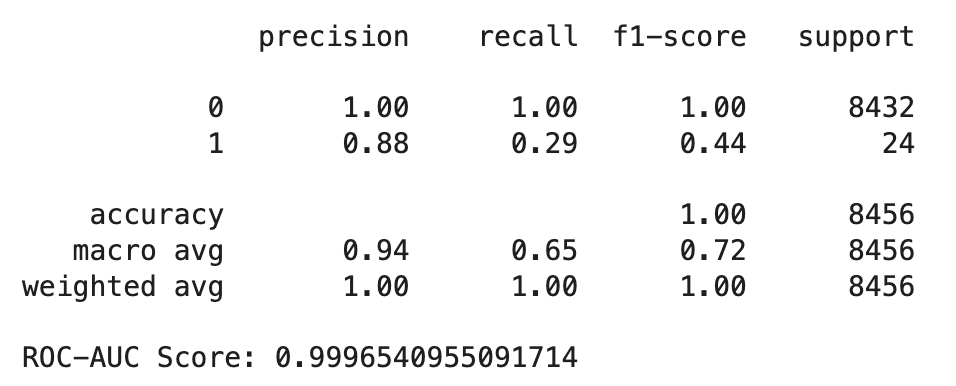 precision recall f1-score support
0 1.00 1.00 1.00 8432
1 0.88 0.29 0.44 24
accuracy 1.00 8456
macro avg 0.94 0.65 0.72 8456
weighted avg 1.00 1.00 1.00 8456
ROC-AUC Score: 0.9996540955091714